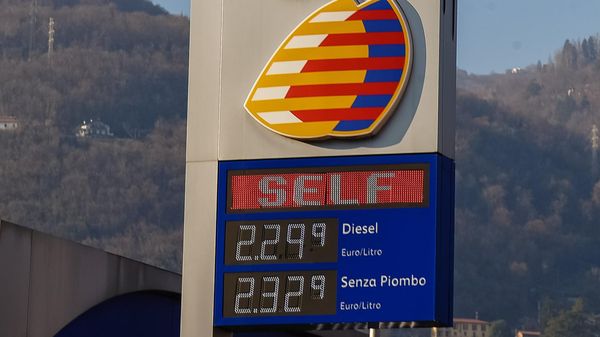 SELF
2.299 Diesel
Euro/Litro
2.329 Senza Piombo
Euro/Litro